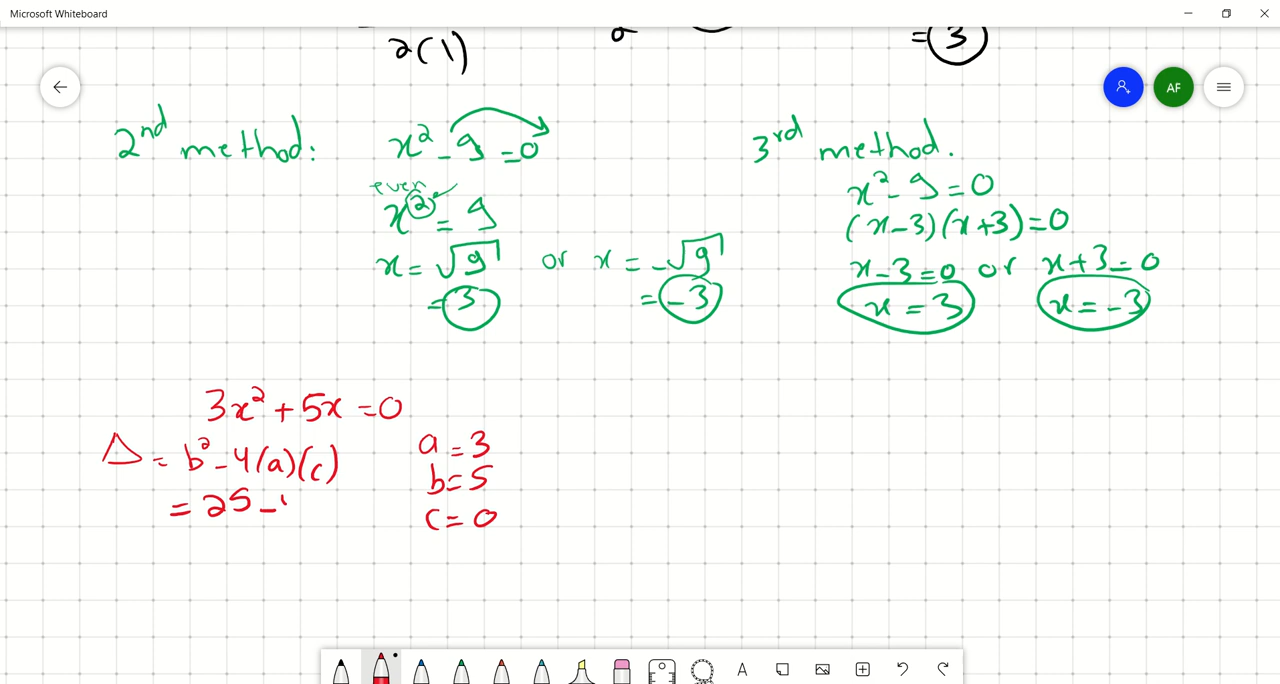 Microsoft Whiteboard
2(1)
2
= 3
AF
2nd method:
x² - 9 = 0
even
x² = 9
x = √9 or x = -√9
= 3
= -3
3rd method.
x² - 9 = 0
(x-3)(x+3)=0
x-3=0 or x+3=0
x = 3
x = -3
3x² + 5x = 0
Δ = b² - 4(a)(c)
= 25 -
a = 3
b = 5
c = 0
A